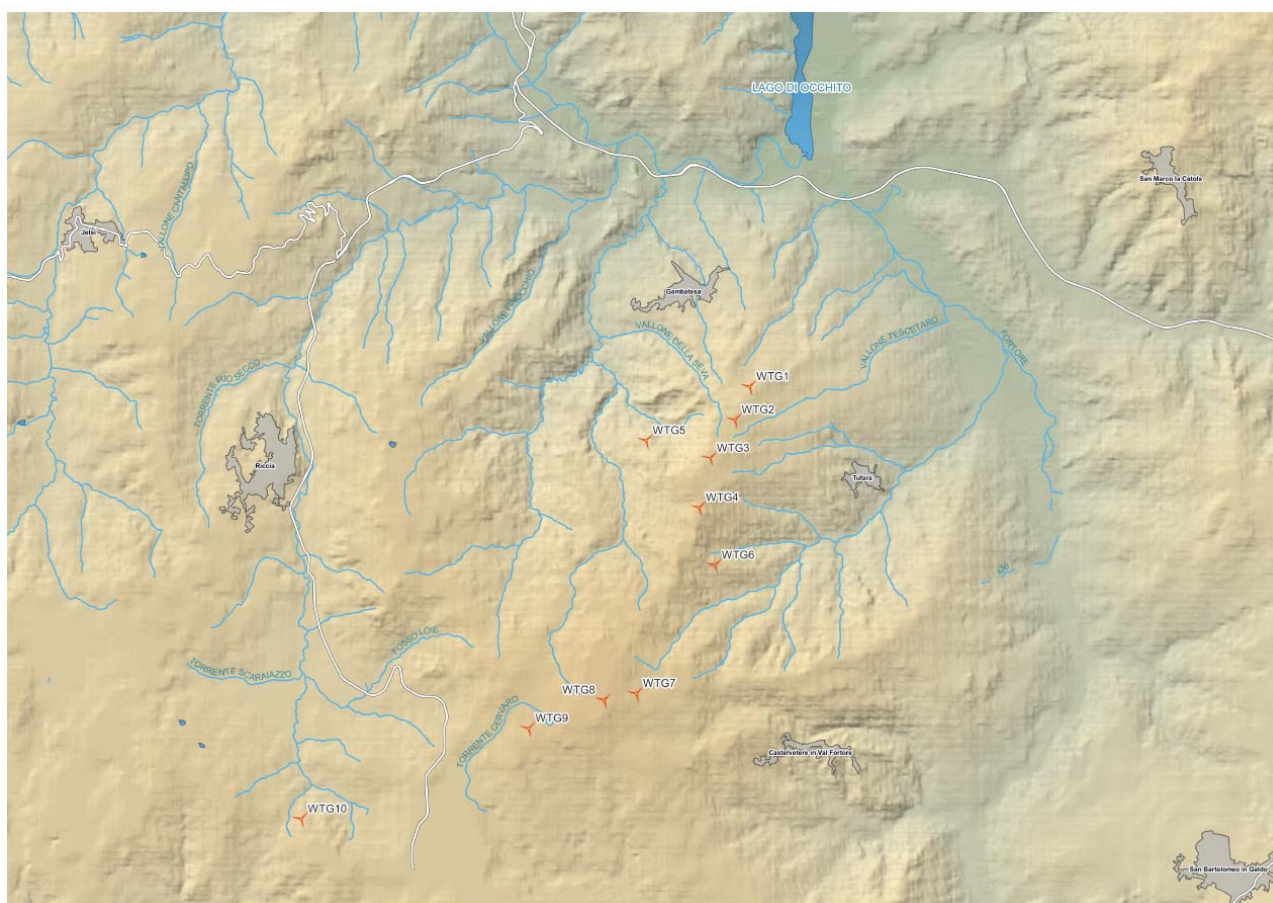 LAGO DI OCCHITO
San Marco la Catola
VALLONE CANTALUPO
Jelsi
Gambatesa
VALLONE DELLA SEVA
VALLONE TESCETARO
FORTORE
TORRENTE RIO SECCO
WTG1
WTG2
WTG5
WTG3
Riccia
Tufara
WTG4
WTG6
FOSSO LOIE
TORRENTE SCARAIAZZO
WTG7
WTG8
WTG9
TORRENTE CERVARO
Castelvetere in Val Fortore
WTG10
San Bartolomeo in Galdo